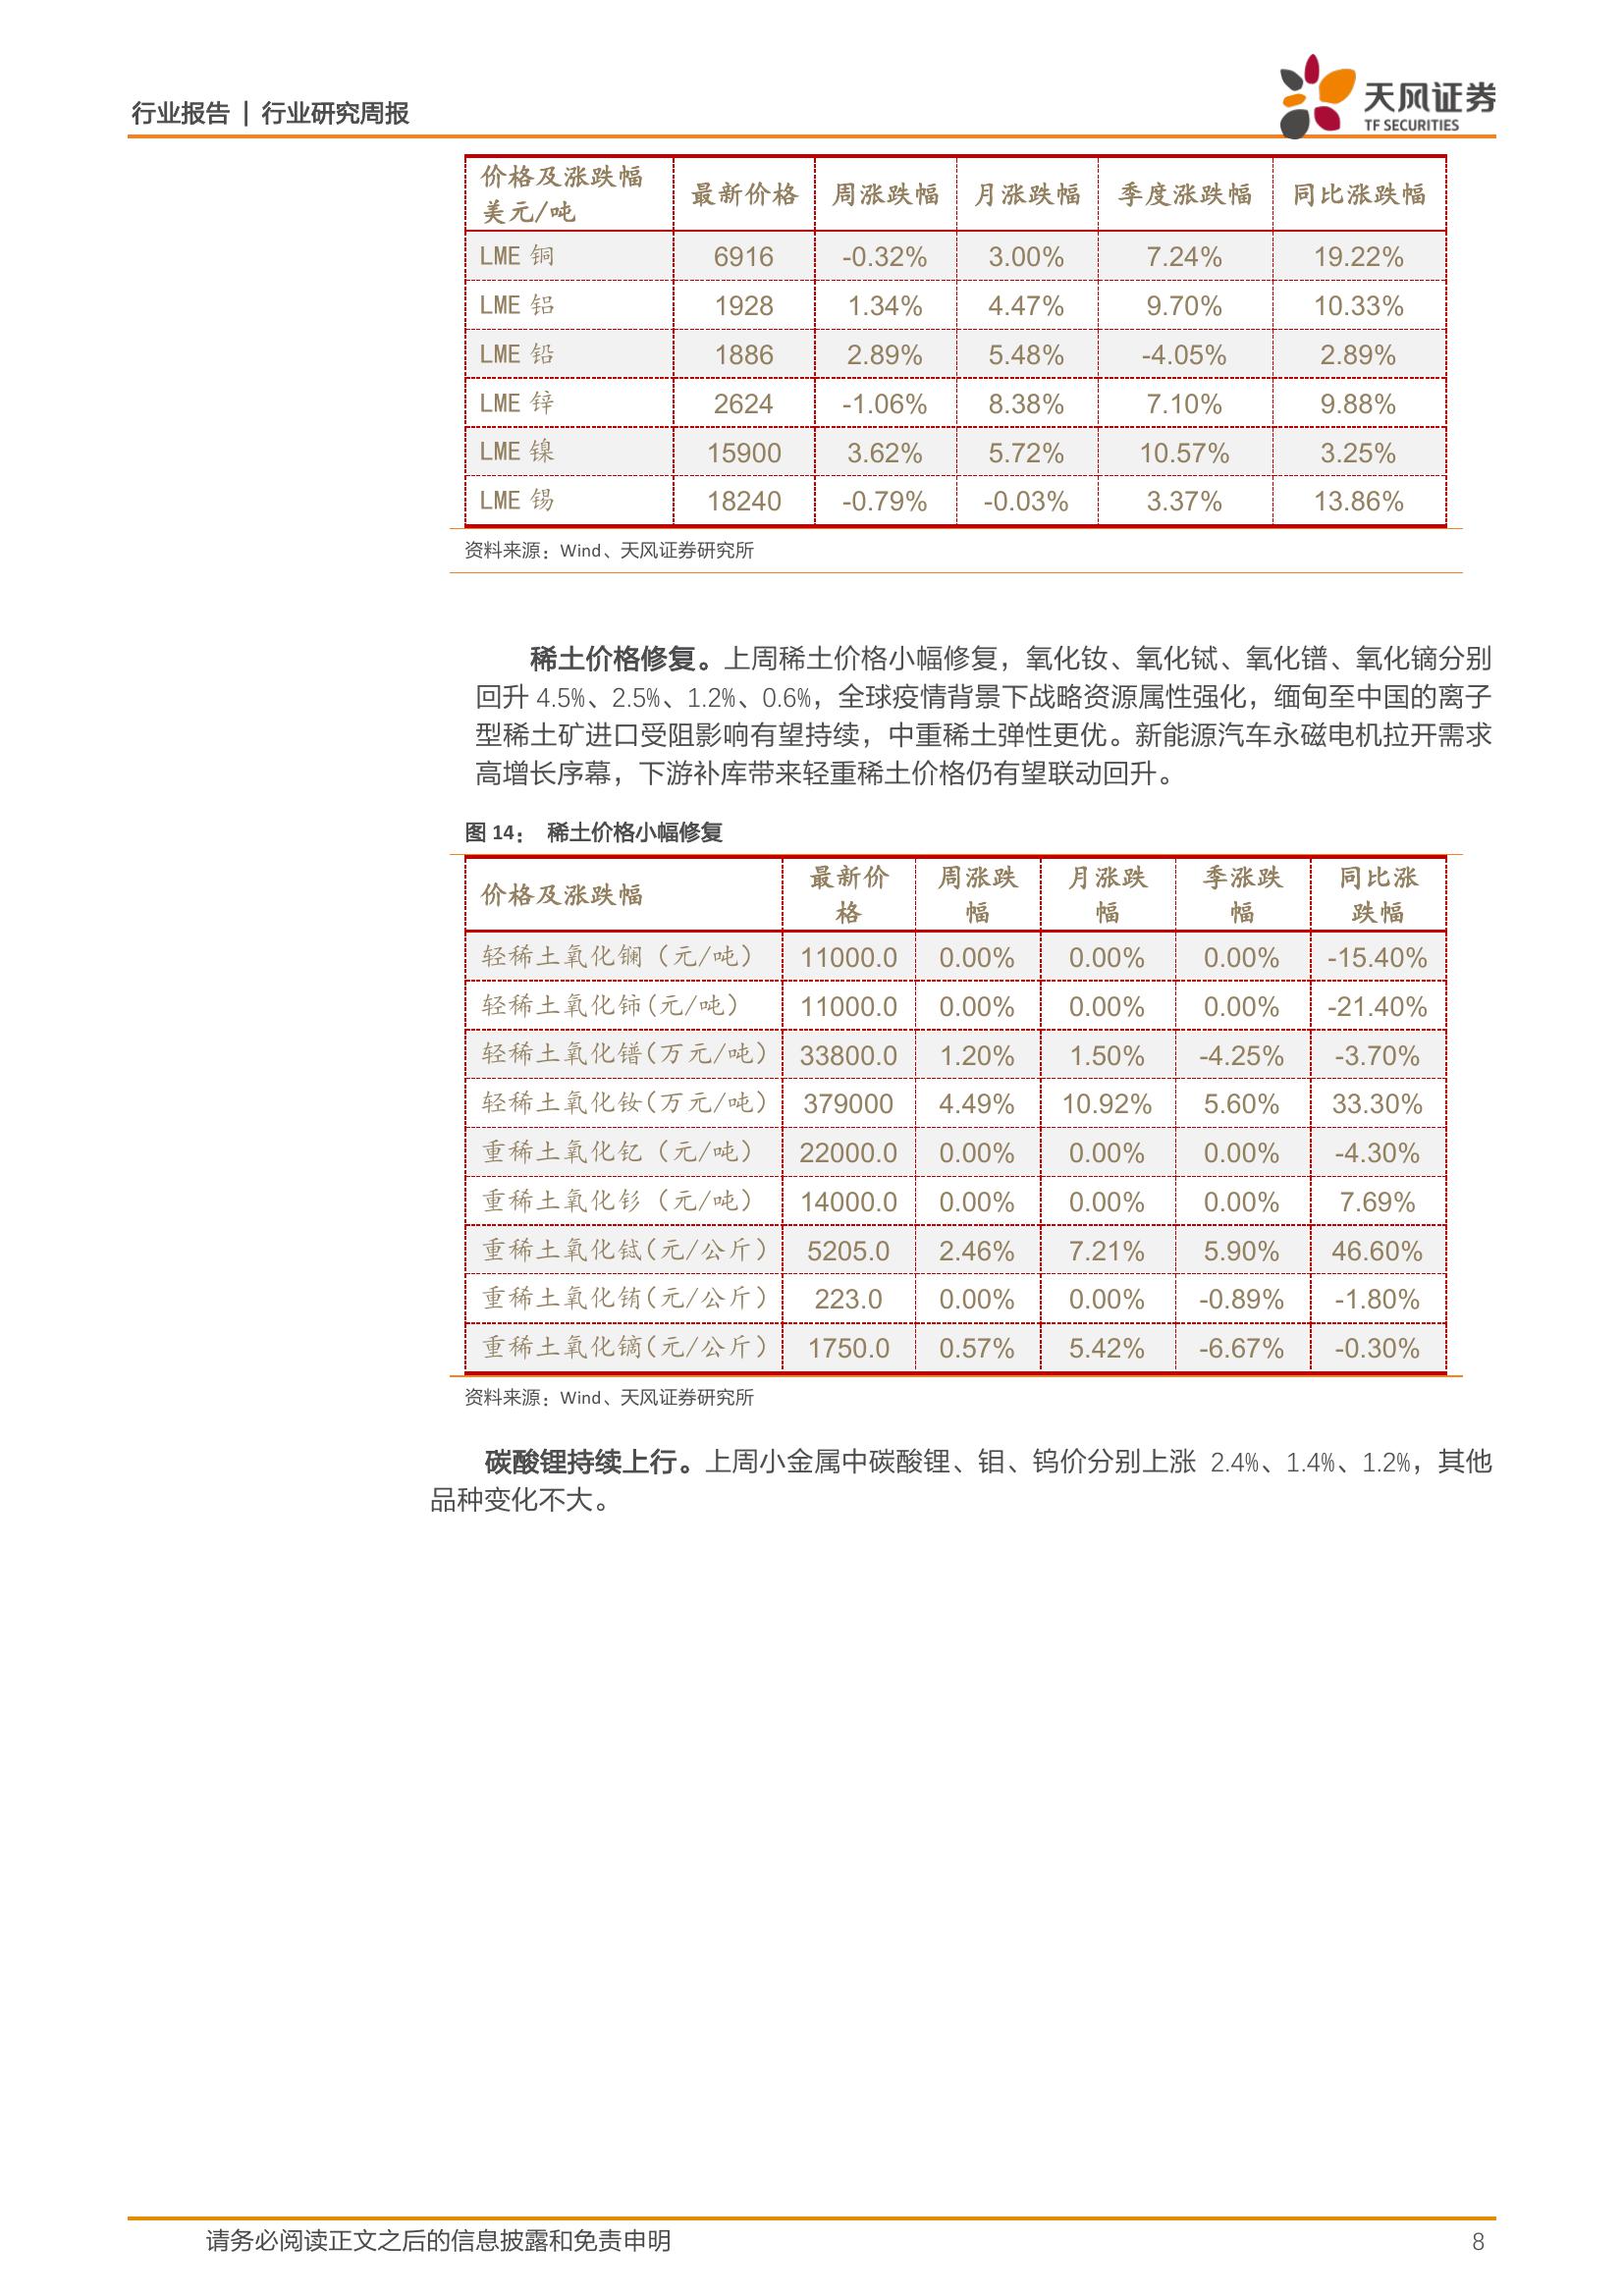 行业报告 | 行业研究周报
天风证券
TF SECURITIES
价格及涨跌幅 美元/吨 最新价格 周涨跌幅 月涨跌幅 季度涨跌幅 同比涨跌幅
LME 铜 6916 -0.32% 3.00% 7.24% 19.22%
LME 铝 1928 1.34% 4.47% 9.70% 10.33%
LME 铅 1886 2.89% 5.48% -4.05% 2.89%
LME 锌 2624 -1.06% 8.38% 7.10% 9.88%
LME 镍 15900 3.62% 5.72% 10.57% 3.25%
LME 锡 18240 -0.79% -0.03% 3.37% 13.86%
资料来源：Wind、天风证券研究所
稀土价格修复。上周稀土价格小幅修复，氧化钕、氧化铽、氧化镨、氧化镝分别
回升 4.5%、2.5%、1.2%、0.6%，全球疫情背景下战略资源属性强化，缅甸至中国的离子
型稀土矿进口受阻影响有望持续，中重稀土弹性更优。新能源汽车永磁电机拉开需求
高增长序幕，下游补库带来轻重稀土价格仍有望联动回升。
图 14： 稀土价格小幅修复
价格及涨跌幅 最新价格 周涨跌幅 月涨跌幅 季涨跌幅 同比涨跌幅
轻稀土氧化镧（元/吨） 11000.0 0.00% 0.00% 0.00% -15.40%
轻稀土氧化铈(元/吨） 11000.0 0.00% 0.00% 0.00% -21.40%
轻稀土氧化镨(万元/吨） 33800.0 1.20% 1.50% -4.25% -3.70%
轻稀土氧化钕(万元/吨） 379000 4.49% 10.92% 5.60% 33.30%
重稀土氧化钇（元/吨） 22000.0 0.00% 0.00% 0.00% -4.30%
重稀土氧化钐（元/吨） 14000.0 0.00% 0.00% 0.00% 7.69%
重稀土氧化铽(元/公斤） 5205.0 2.46% 7.21% 5.90% 46.60%
重稀土氧化铕(元/公斤） 223.0 0.00% 0.00% -0.89% -1.80%
重稀土氧化镝(元/公斤） 1750.0 0.57% 5.42% -6.67% -0.30%
资料来源：Wind、天风证券研究所
碳酸锂持续上行。上周小金属中碳酸锂、钼、钨价分别上涨 2.4%、1.4%、1.2%，其他
品种变化不大。
请务必阅读正文之后的信息披露和免责申明 8